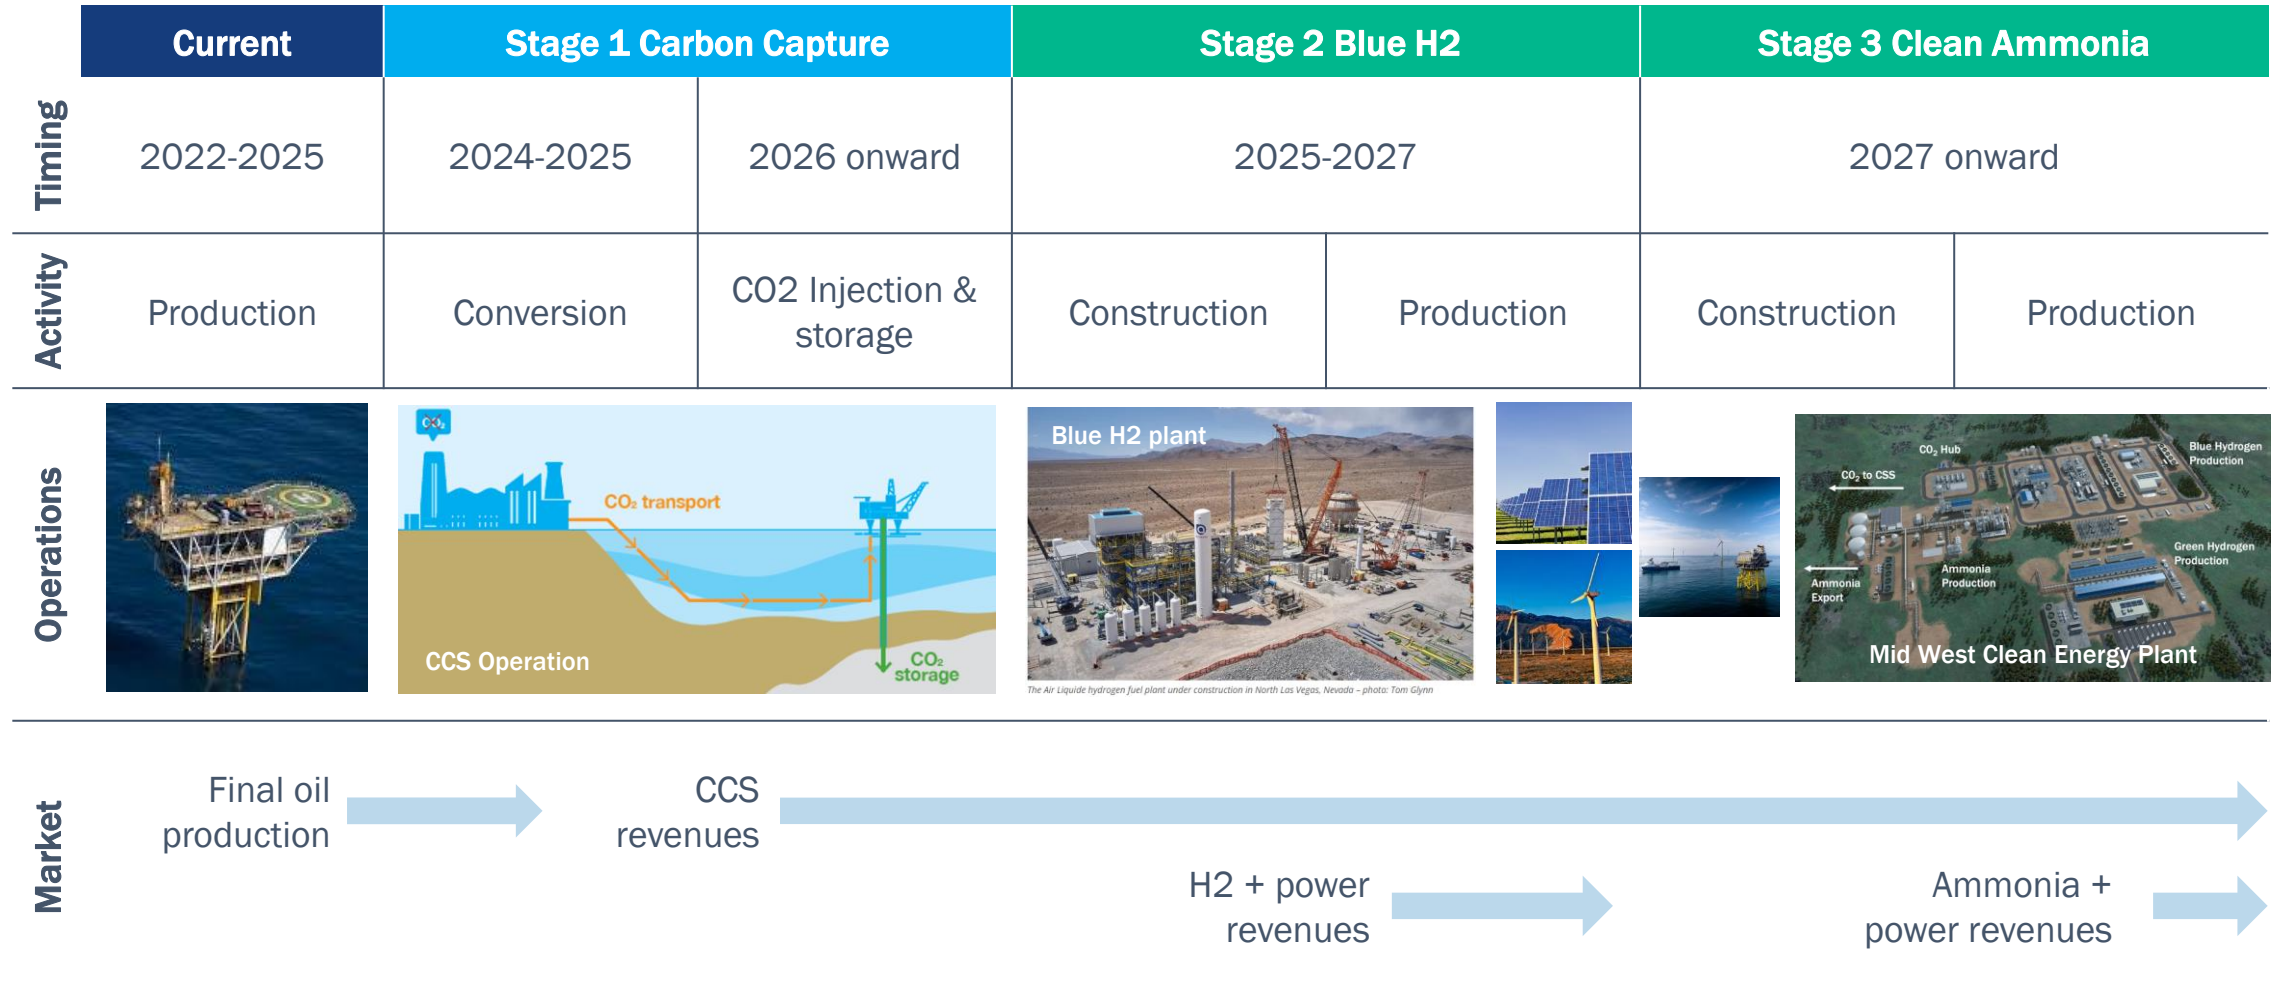 Current
Stage 1 Carbon Capture
Stage 2 Blue H2
Stage 3 Clean Ammonia
Timing
2022-2025
2024-2025
2026 onward
2025-2027
2027 onward
Activity
Production
Conversion
CO2 Injection &
storage
Construction
Production
Construction
Production
Operations
CO₂
CO₂ transport
CCS Operation
CO₂
storage
Blue H2 plant
The Air Liquide hydrogen fuel plant under construction in North Las Vegas, Nevada – photo: Tom Glynn
CO₂ Hub
Blue Hydrogen
Production
CO₂ to CSS
Green Hydrogen
Production
Ammonia
Production
Ammonia
Export
Mid West Clean Energy Plant
Market
Final oil
production
CCS
revenues
H2 + power
revenues
Ammonia +
power revenues